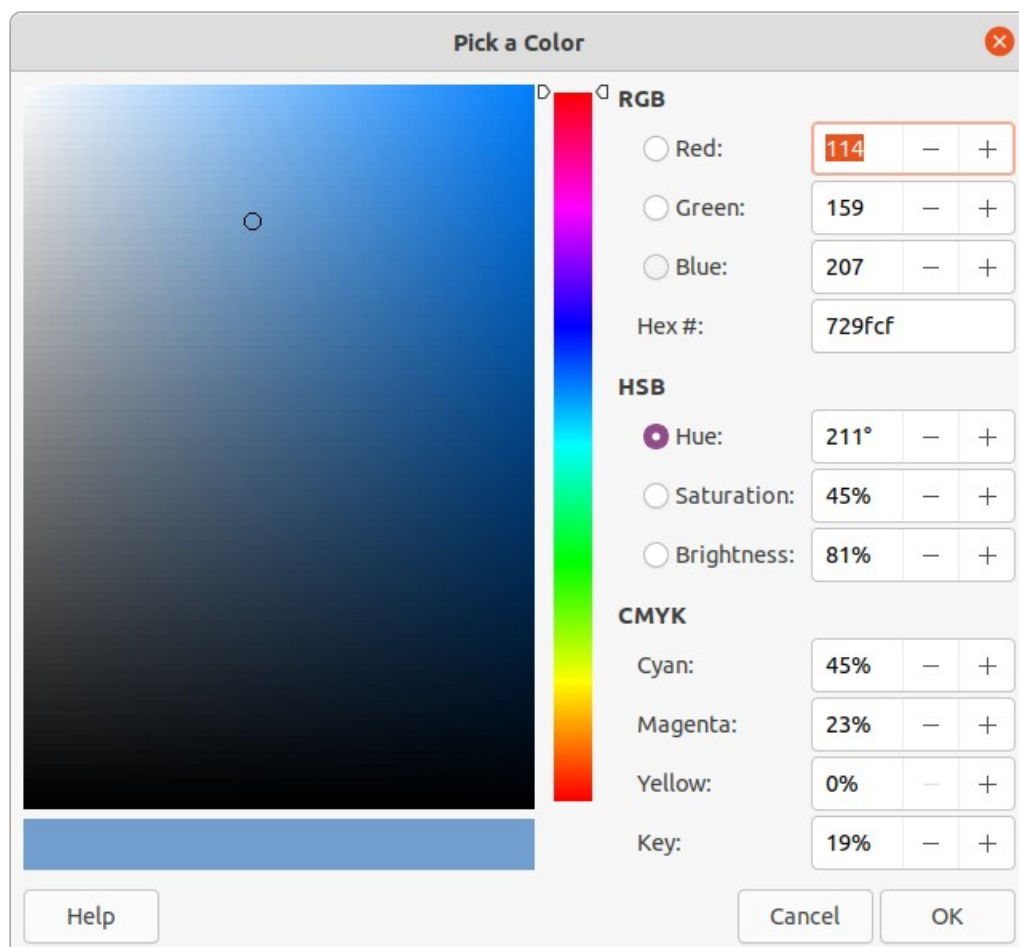 Pick a Color
RGB
Red: 114
Green: 159
Blue: 207
Hex #: 729fcf
HSB
Hue: 211°
Saturation: 45%
Brightness: 81%
CMYK
Cyan: 45%
Magenta: 23%
Yellow: 0%
Key: 19%
Help
Cancel
OK